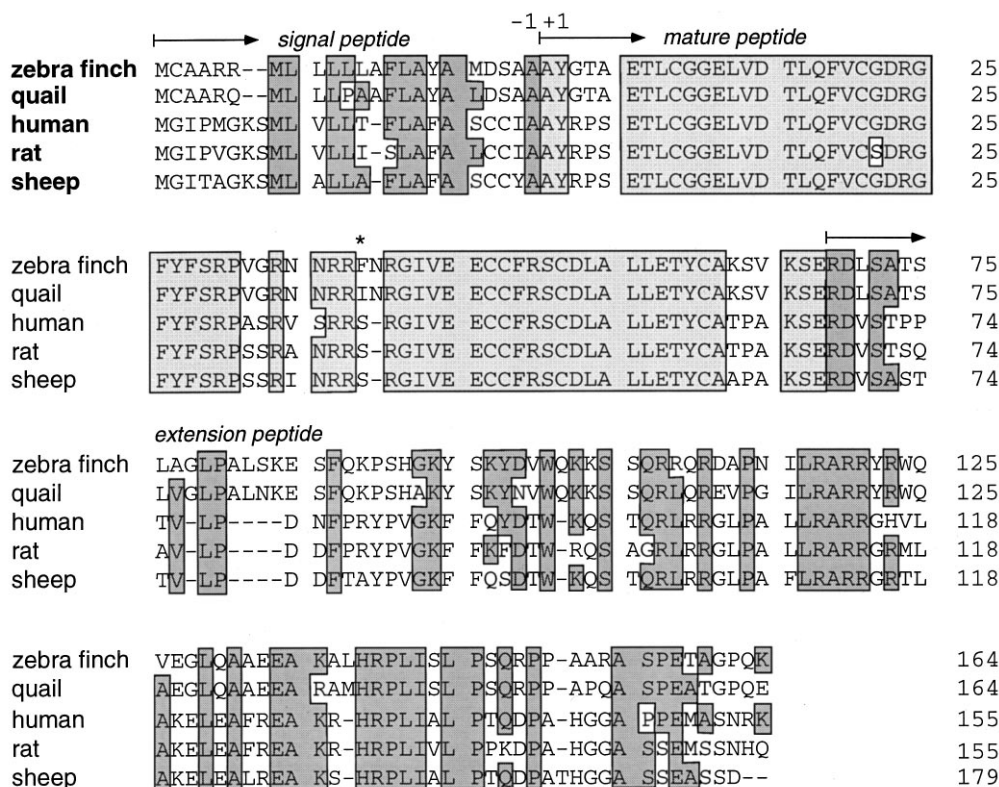 -1 +1
signal peptide mature peptide
zebra finch MCAARR--ML LLLLAFLAYA MDSAAAYGTA ETLCGGELVD TLQFVCGDRG 25
quail MCAARQ--ML LLLPAAFLAYA LDSAAAYGTA ETLCGGELVD TLQFVCGDRG 25
human MGIPMGKSML VLLT-FLAFA SCCIAAYRPS ETLCGGELVD TLQFVCGDRG 25
rat MGIPVGKSML VLLI-SLAFA LCCIAAYRPS ETLCGGELVD TLQFVCSDRG 25
sheep MGITAGKSML ALLA-FLAFA SCCYAAYRPS ETLCGGELVD TLQFVCGDRG 25
*
zebra finch FYFSRPVGRN NRRFNRGIVE ECCFRSCDLA LLETYCAKSV KSERDLSATS 75
quail FYFSRPVGRN NRRINRGIVE ECCFRSCDLA LLETYCAKSV KSERDLSATS 75
human FYFSRPASRV SRRS-RGIVE ECCFRSCDLA LLETYCATPA KSERDVSTPP 74
rat FYFSRPSSRA NRRS-RGIVE ECCFRSCDLA LLETYCATPA KSERDVSTSQ 74
sheep FYFSRPSSRI NRRS-RGIVE ECCFRSCDLA LLETYCAAPA KSERDVSAST 74
extension peptide
zebra finch LAGLPALSKE SFQKPSHGKY SKYDVWQKKS SQRRQRDAPN ILRARRYRWQ 125
quail LVGLPALNKE SFQKPSHAKY SKYNVWQKKS SQRLQREVPG ILRARRYRWQ 125
human TV-LP----D NFPRYPVGKF FQYDTW-KQS TQRLRRGLPA LLRARRGHVL 118
rat AV-LP----D DFPRYPVGKF FKFDTW-RQS AGRLRRGLPA LLRARRGRML 118
sheep TV-LP----D DFTAYPVGKF FQSDTW-KQS TQRLRRGLPA FLRARRGRTL 118
zebra finch VEGLQAAEEA KALHRPLISL PSQRPP-AARA SPETAGPQK 164
quail AEGLQAAEEA RAMHRPLISL PSQRPP-APQA SPEATGPQE 164
human AKELEAFREA KR-HRPLIAL PTQDPA-HGGA PPEMASNRK 155
rat AKELEAFREA KR-HRPLIVL PPKDPA-HGGA SSEMSSNHQ 155
sheep AKELEALREA KS-HRPLIAL PTQDPATHGGA SSEASSD-- 179